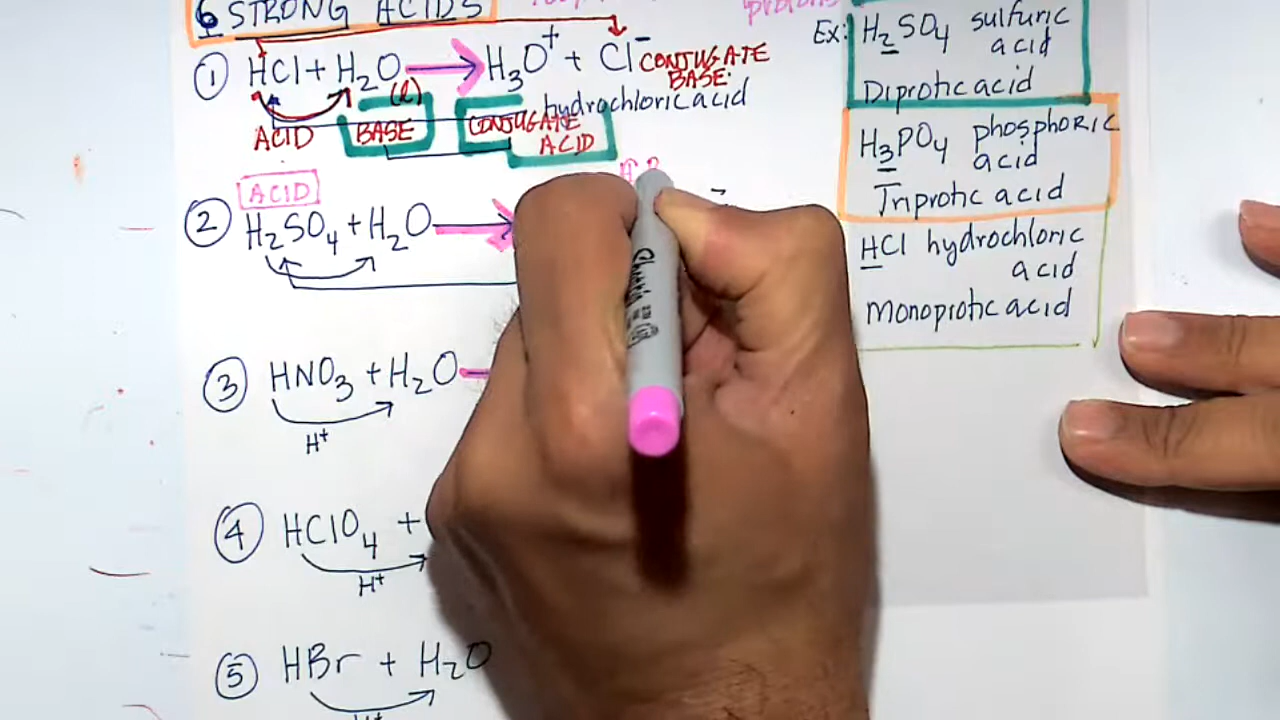 6 STRONG ACIDS
protons
① HCl + H₂O(l) → H₃O⁺ + Cl⁻ CONJUGATE BASE
hydrochloric acid
ACID BASE CONJUGATE ACID
ACID
② H₂SO₄ + H₂O →
③ HNO₃ + H₂O
H⁺
④ HClO₄ +
H⁺
⑤ HBr + H₂O
H⁺
Ex: H₂SO₄ sulfuric acid
Diprotic acid
H₃PO₄ phosphoric acid
Triprotic acid
HCl hydrochloric acid
Monoprotic acid
Sharpie